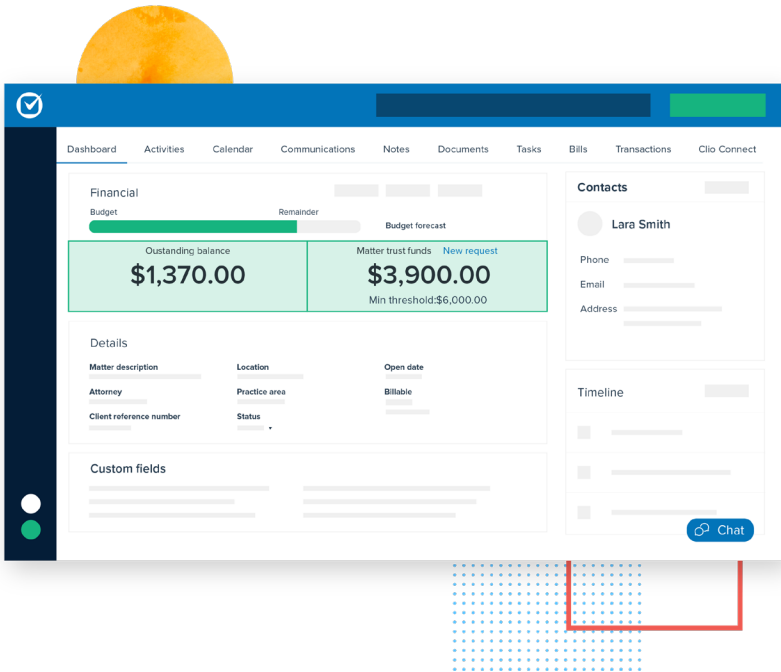 Dashboard Activities Calendar Communications Notes Documents Tasks Bills Transactions Clio Connect
Financial
Budget Remainder
Budget forecast
Oustanding balance
$1,370.00
Matter trust funds New request
$3,900.00
Min threshold:$6,000.00
Details
Matter description Location Open date
Attorney Practice area Billable
Client reference number Status
Custom fields
Contacts
Lara Smith
Phone
Email
Address
Timeline
Chat